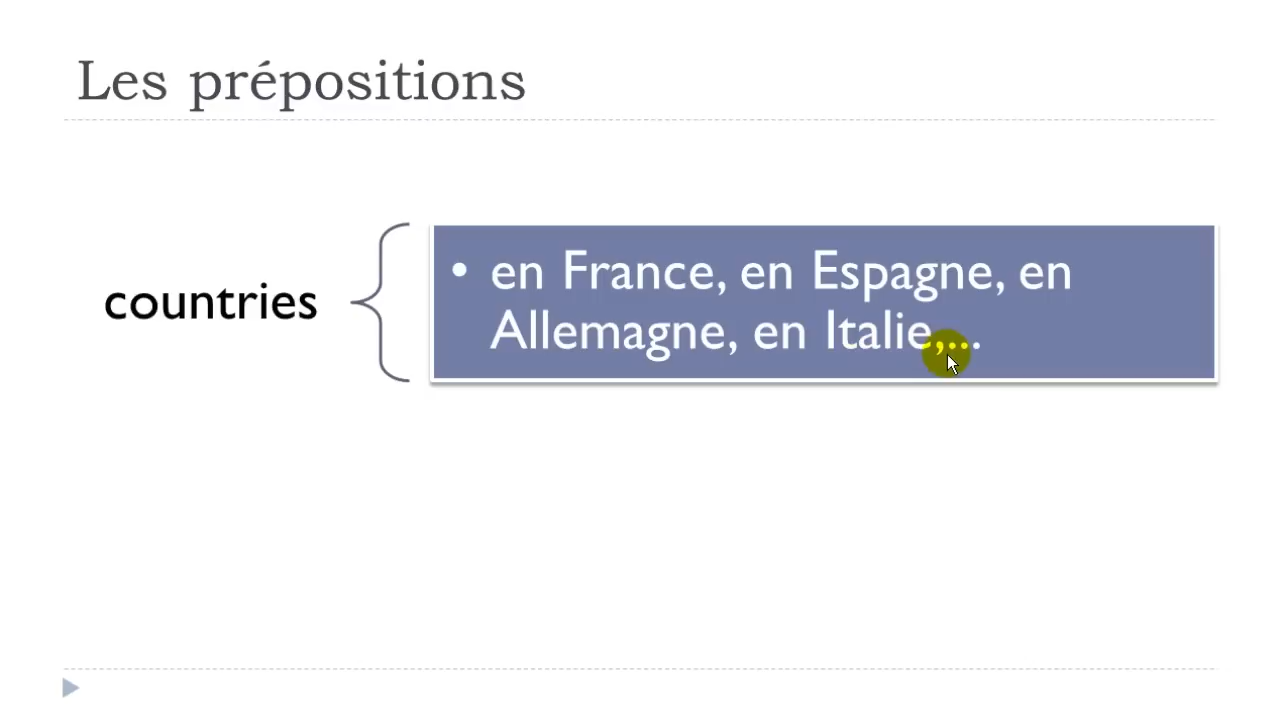 Les prépositions
countries
• en France, en Espagne, en
Allemagne, en Italie,...